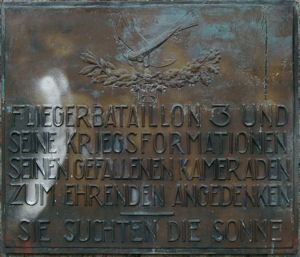 FLIEGERBATAILLON 3 UND
SEINE KRIEGSFORMATIONEN
SEINEN GEFALLENEN KAMERADEN
ZUM EHRENDEN ANGEDENKEN
SIE SUCHTEN DIE SONNE